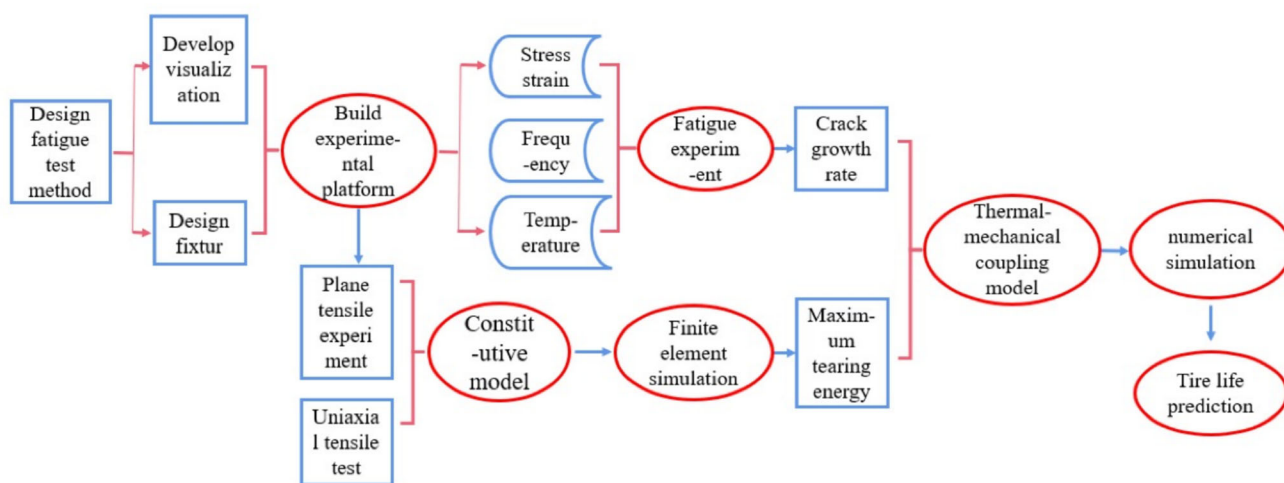 Design
fatigue
test
method
Develop
visualiz
ation
Design
fixtur
Build
experime-
ntal
platform
Stress
strain
Frequ
-ency
Temp-
erature
Fatigue
experim
-ent
Crack
growth
rate
Plane
tensile
experi
ment
Uniaxia
l tensile
test
Constit
-utive
model
Finite
element
simulation
Maxim-
um
tearing
energy
Thermal-
mechanical
coupling
model
numerical
simulation
Tire life
prediction